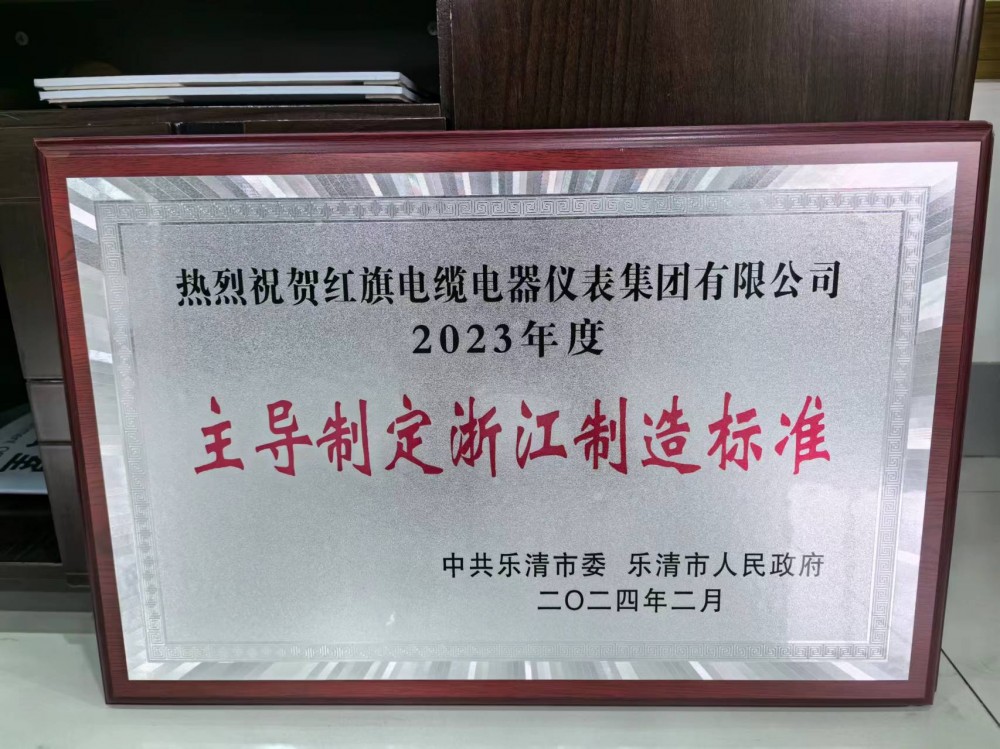 热烈祝贺红旗电缆电器仪表集团有限公司
2023年度
主导制定浙江制造标准
中共乐清市委 乐清市人民政府
二〇二四年二月